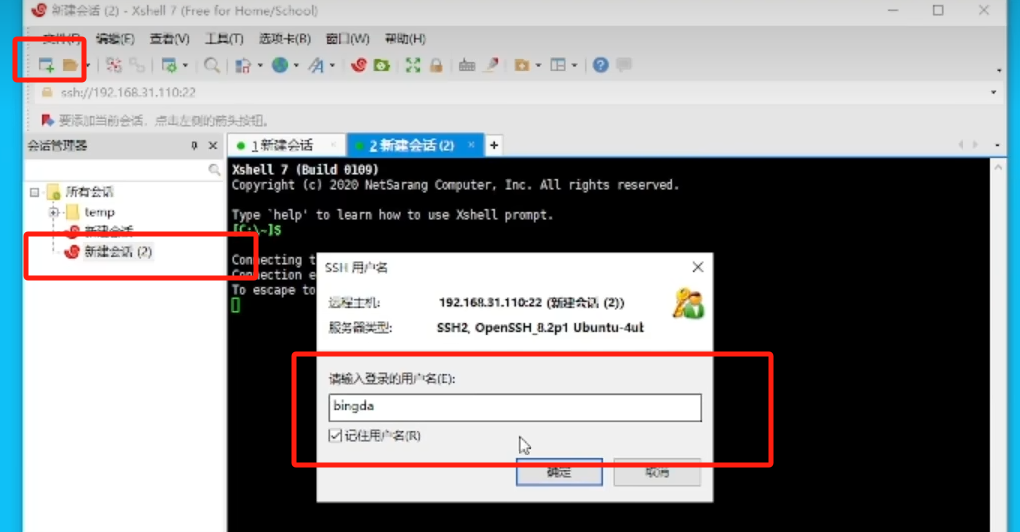 新建会话 (2) - Xshell 7 (Free for Home/School)
文件(F) 编辑(E) 查看(V) 工具(T) 选项卡(B) 窗口(W) 帮助(H)
ssh://192.168.31.110:22
要添加当前会话，点击左侧的箭头按钮。
会话管理器
1 新建会话
2 新建会话 (2)
所有会话
temp
新建会话
新建会话 (2)
Xshell 7 (Build 0109)
Copyright (c) 2020 NetSarang Computer, Inc. All rights reserved.
Type `help' to learn how to use Xshell prompt.
[C:\~]$
Connecting t
Connection e
To escape to
SSH 用户名
远程主机:
192.168.31.110:22 (新建会话 (2))
服务器类型:
SSH2, OpenSSH_8.2p1 Ubuntu-4ub
请输入登录的用户名(E):
bingda
记住用户名(R)
确定
取消